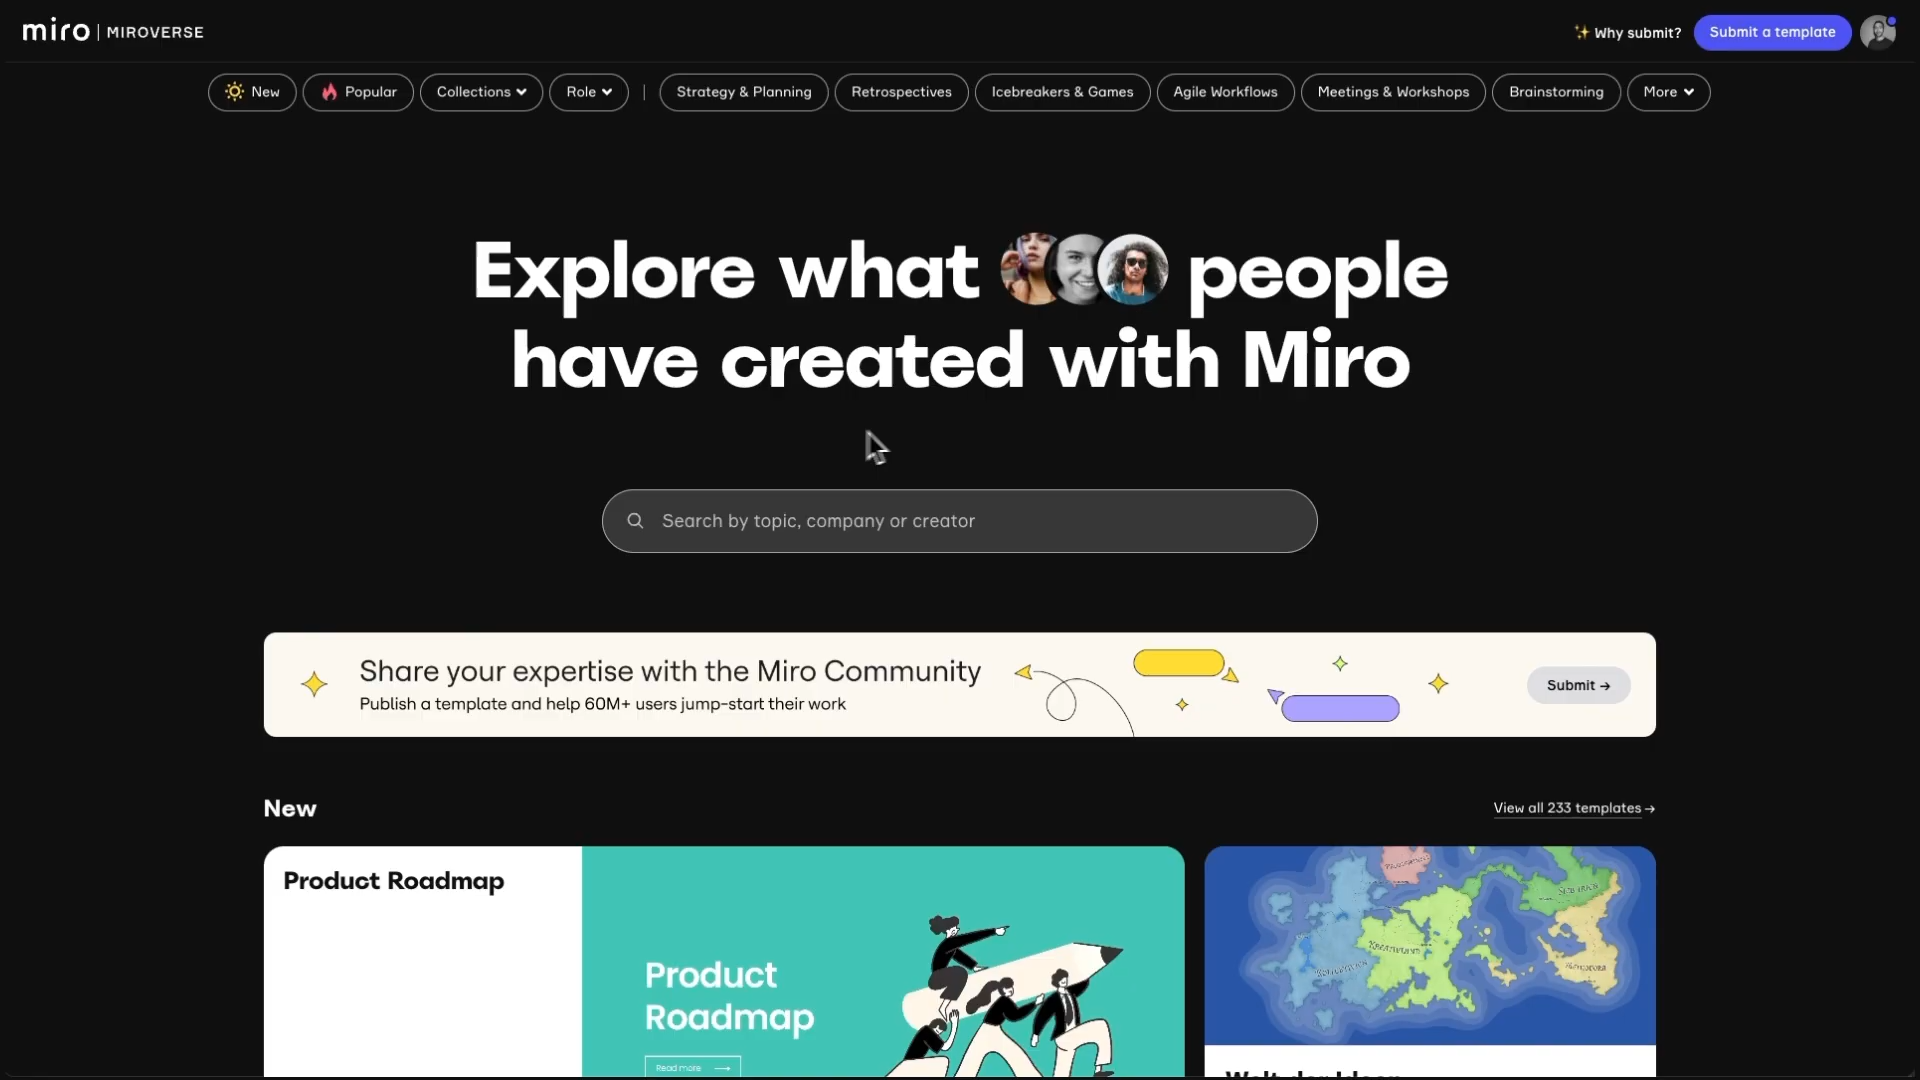 miro | MIROVERSE
Why submit?
Submit a template
New
Popular
Collections
Role
Strategy & Planning
Retrospectives
Icebreakers & Games
Agile Workflows
Meetings & Workshops
Brainstorming
More
Explore what people
have created with Miro
Search by topic, company or creator
Share your expertise with the Miro Community
Publish a template and help 60M+ users jump-start their work
Submit →
New
View all 233 templates →
Product Roadmap
Product
Roadmap
Read more